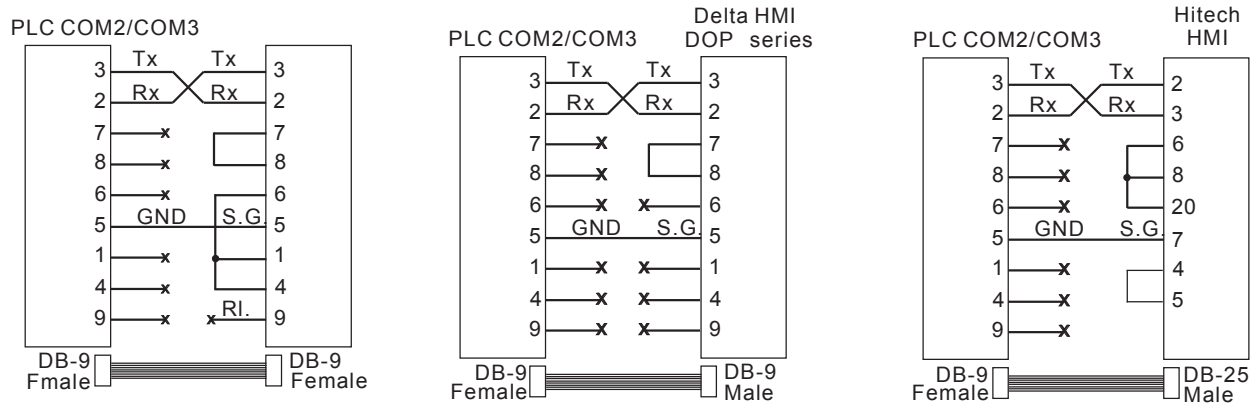 PLC COM2/COM3
Tx Tx
3 3
Rx Rx
2 2
7 7
8 8
6 6
GND S.G.
5 5
1 1
4 4
RI.
9 9
DB-9 DB-9
Fmale Female
Delta HMI
PLC COM2/COM3 DOP series
Tx Tx
3 3
Rx Rx
2 2
7 7
8 8
6 6
GND S.G.
5 5
1 1
4 4
9 9
DB-9 DB-9
Female Male
Hitech
PLC COM2/COM3 HMI
Tx Tx
3 2
Rx Rx
2 3
7 6
8 8
6 20
GND S.G.
5 7
1 4
4 5
9
DB-9 DB-25
Female Male